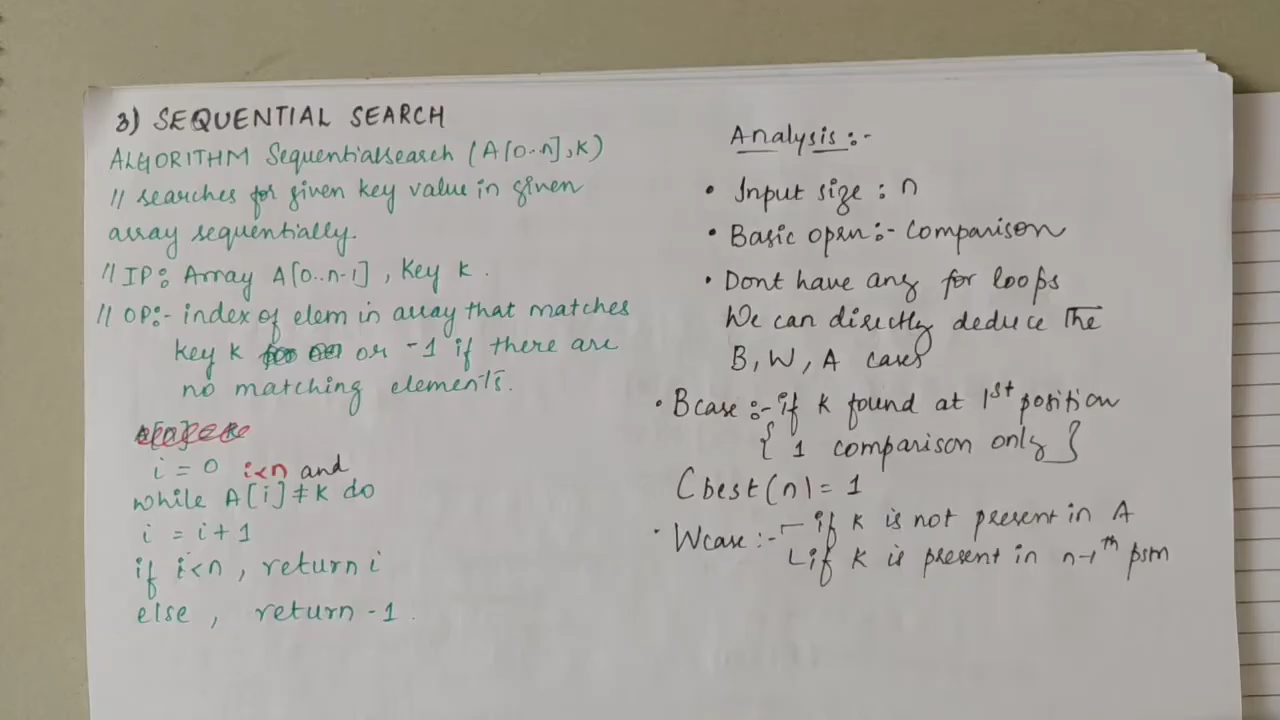 3) SEQUENTIAL SEARCH
ALGORITHM Sequentialsearch (A[0..n], K)
// searches for given key value in given
array sequentially.
// IP: Array A[0..n-1], Key K.
// OP:- index of elem in array that matches
key K or -1 if there are
no matching elements.
i = 0 i<n and
while A[i] ≠ K do
i = i+1
if i<n, return i
else, return -1.
Analysis:-
• Input size: n
• Basic oprn:- Comparison
• Dont have any for loops
We can directly deduce The
B, W, A cases
• Bcase:- if K found at 1st position
{ 1 comparison only }
Cbest(n) = 1
• Wcase:- if K is not present in A
if K is present in n-1th psm